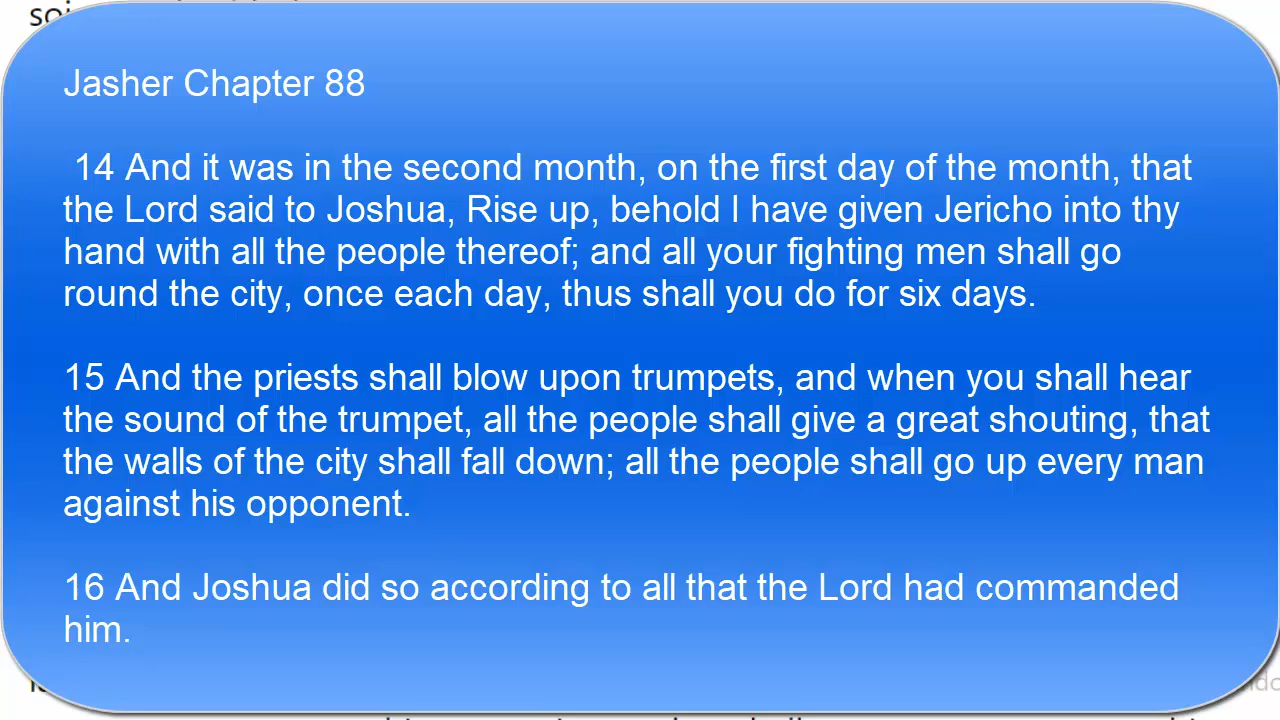 Jasher Chapter 88
14 And it was in the second month, on the first day of the month, that
the Lord said to Joshua, Rise up, behold I have given Jericho into thy
hand with all the people thereof; and all your fighting men shall go
round the city, once each day, thus shall you do for six days.
15 And the priests shall blow upon trumpets, and when you shall hear
the sound of the trumpet, all the people shall give a great shouting, that
the walls of the city shall fall down; all the people shall go up every man
against his opponent.
16 And Joshua did so according to all that the Lord had commanded
him.